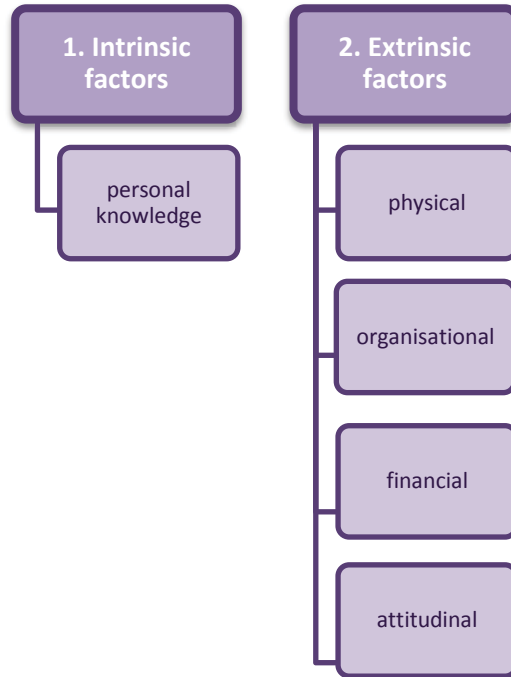 1. Intrinsic
factors
personal
knowledge
2. Extrinsic
factors
physical
organisational
financial
attitudinal